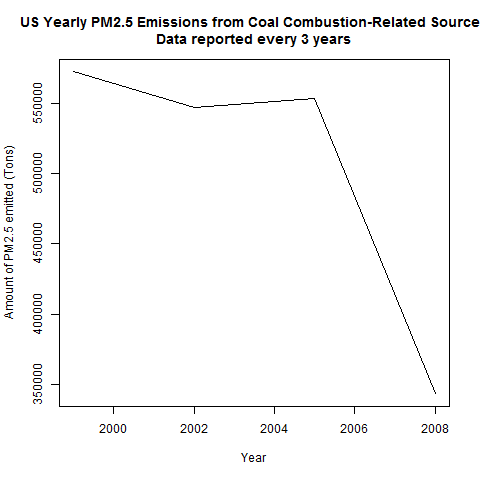 US Yearly PM2.5 Emissions from Coal Combustion-Related Source
Data reported every 3 years
550000
500000
450000
400000
350000
Amount of PM2.5 emitted (Tons)
2000 2002 2004 2006 2008
Year